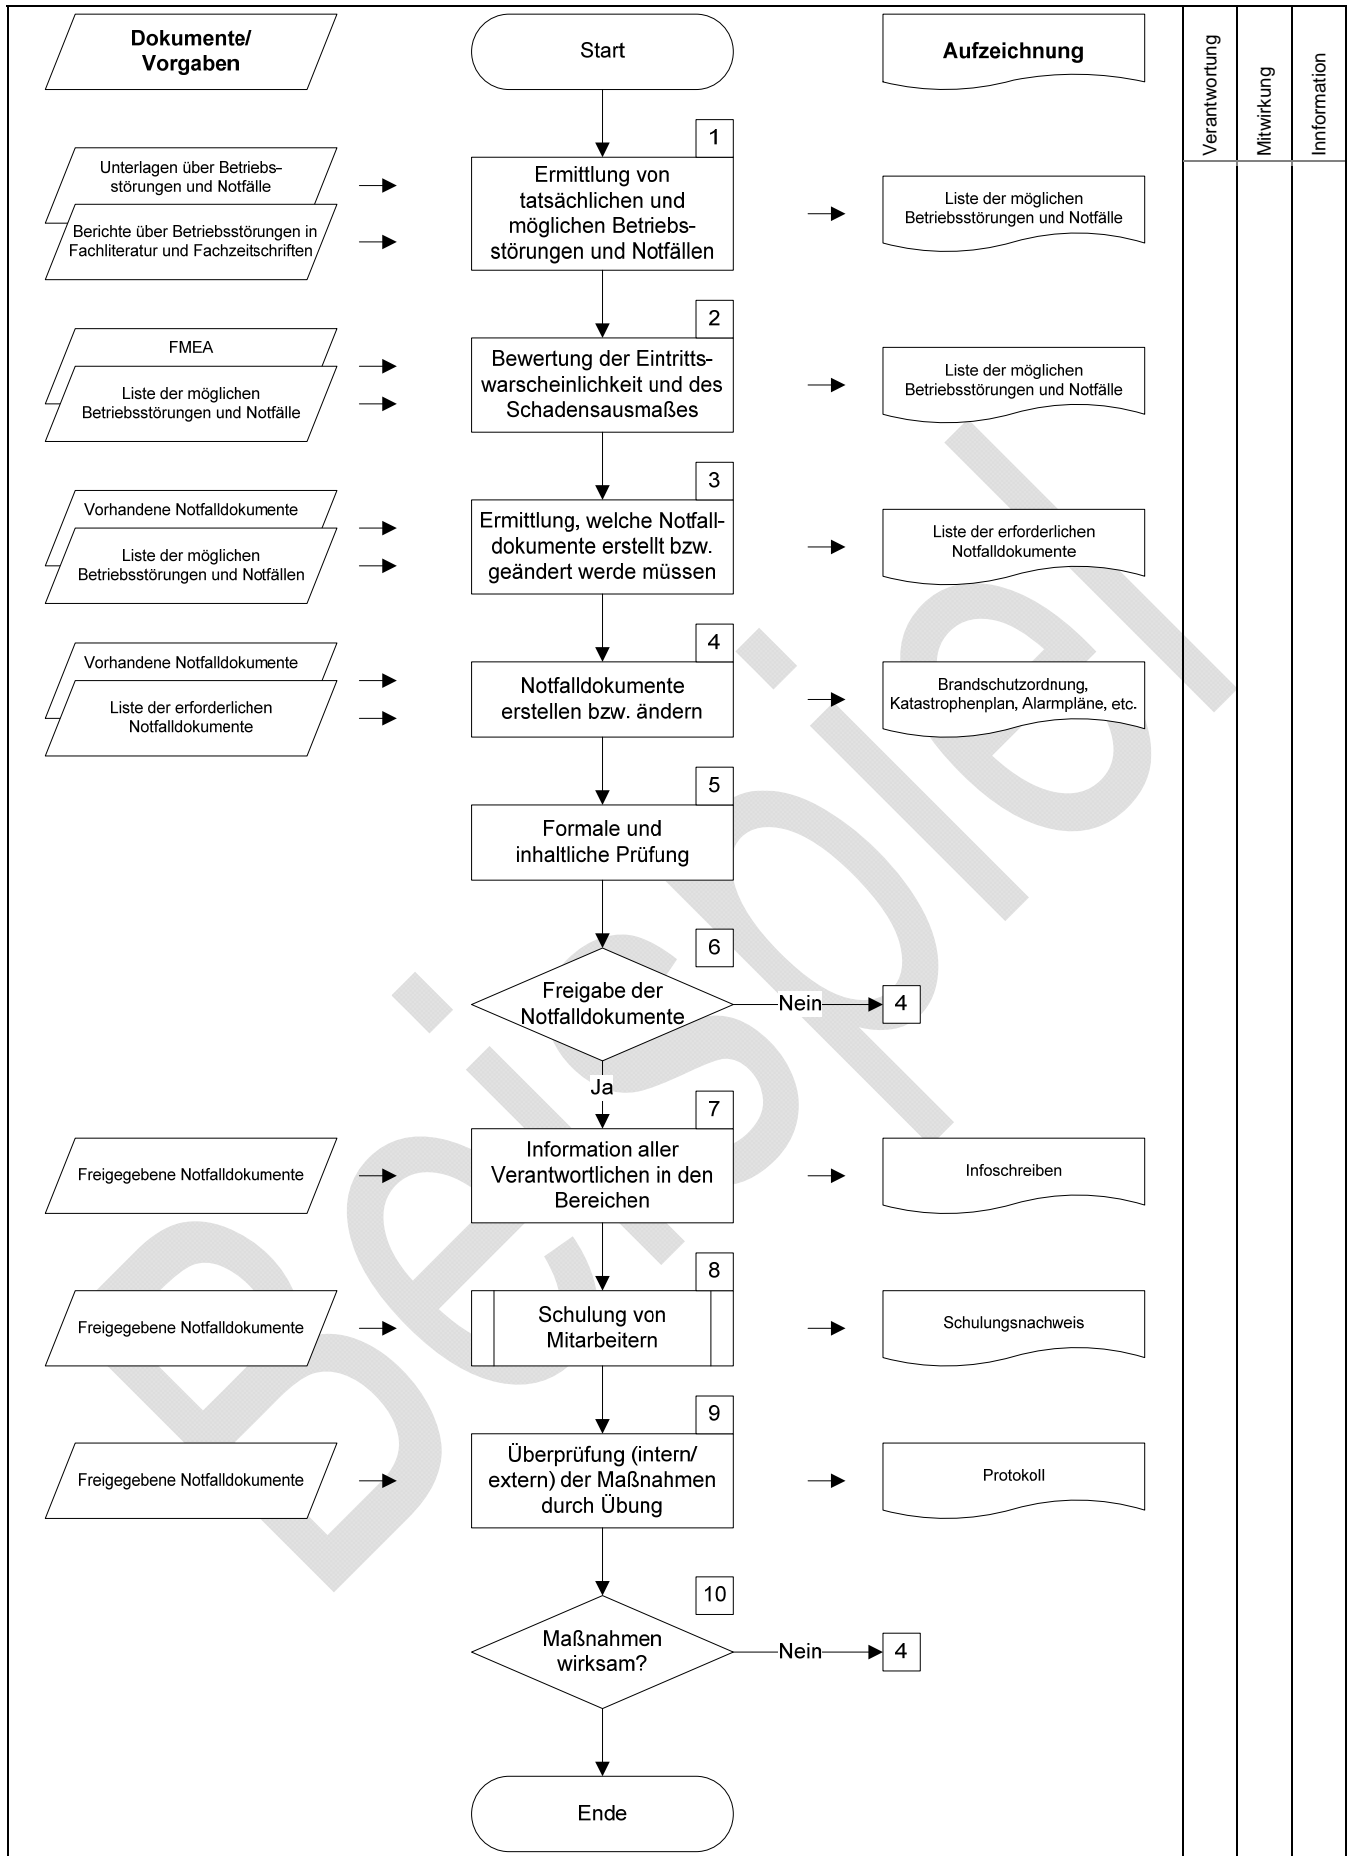 Dokumente/
Vorgaben
Start
Aufzeichnung
Verantwortung
Mitwirkung
Innformation
1
Unterlagen über Betriebs-
störungen und Notfälle
Berichte über Betriebsstörungen in
Fachliteratur und Fachzeitschriften
Ermittlung von
tatsächlichen und
möglichen Betriebs-
störungen und Notfällen
Liste der möglichen
Betriebsstörungen und Notfälle
2
FMEA
Liste der möglichen
Betriebsstörungen und Notfälle
Bewertung der Eintritts-
warscheinlichkeit und des
Schadensausmaßes
Liste der möglichen
Betriebsstörungen und Notfälle
3
Vorhandene Notfalldokumente
Liste der möglichen
Betriebsstörungen und Notfällen
Ermittlung, welche Notfall-
dokumente erstellt bzw.
geändert werde müssen
Liste der erforderlichen
Notfalldokumente
4
Vorhandene Notfalldokumente
Liste der erforderlichen
Notfalldokumente
Notfalldokumente
erstellen bzw. ändern
Brandschutzordnung,
Katastrophenplan, Alarmpläne, etc.
5
Formale und
inhaltliche Prüfung
6
Freigabe der
Notfalldokumente
Nein
4
Ja
7
Freigegebene Notfalldokumente
Information aller
Verantwortlichen in den
Bereichen
Infoschreiben
8
Freigegebene Notfalldokumente
Schulung von
Mitarbeitern
Schulungsnachweis
9
Freigegebene Notfalldokumente
Überprüfung (intern/
extern) der Maßnahmen
durch Übung
Protokoll
10
Maßnahmen
wirksam?
Nein
4
Ende
Beispiel